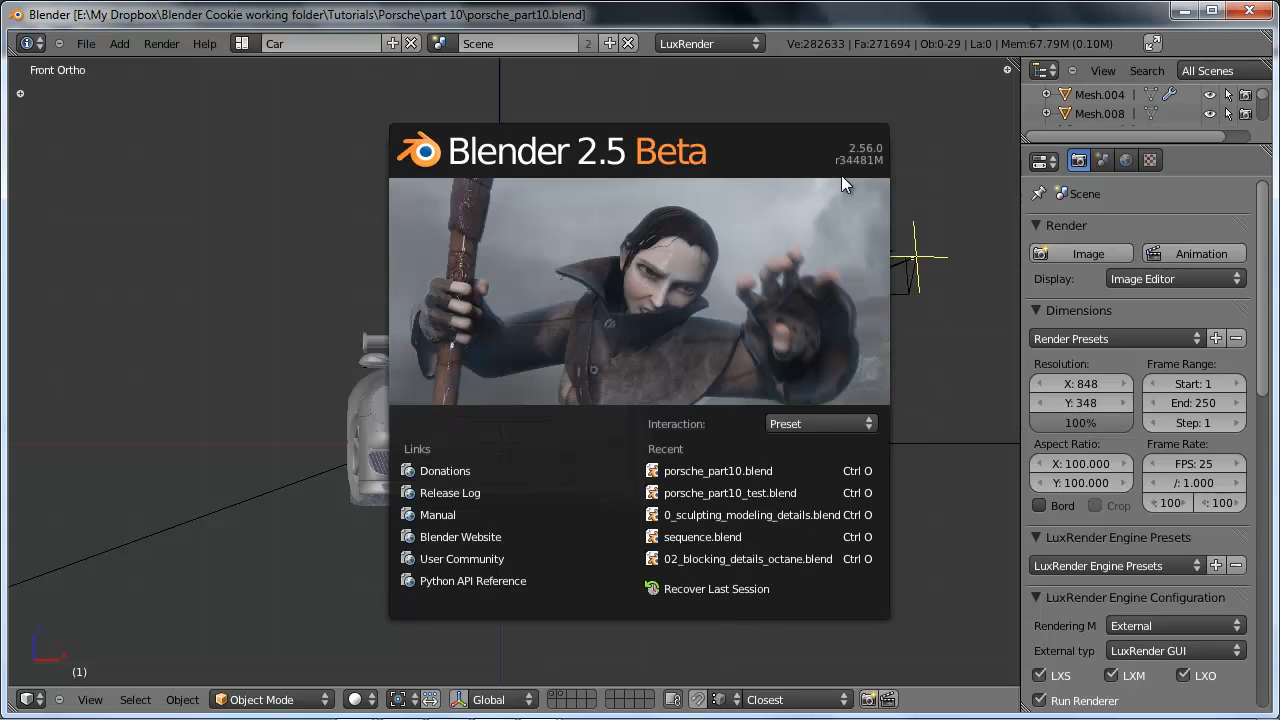 Blender [E:\My Dropbox\Blender Cookie working folder\Tutorials\Porsche\part 10\porsche_part10.blend]
File Add Render Help Car Scene 2 LuxRender Ve:282633 | Fa:271694 | Ob:0-29 | La:0 | Mem:67.79M (0.10M)
Front Ortho
View Search All Scenes
Mesh.004
Mesh.008
Blender 2.5 Beta
2.56.0
r34481M
Scene
Render
Image Animation
Display: Image Editor
Dimensions
Render Presets
Resolution: Frame Range:
X: 848 Start: 1
Y: 348 End: 250
100% Step: 1
Aspect Ratio: Frame Rate:
X: 100.000 FPS: 25
Y: 100.000 /: 1.000
Bord Crop 100 100
LuxRender Engine Presets
LuxRender Engine Presets
LuxRender Engine Configuration
Rendering M External
External typ LuxRender GUI
LXS LXM LXO
Run Renderer
Interaction: Preset
Links Recent
Donations porsche_part10.blend Ctrl O
Release Log porsche_part10_test.blend Ctrl O
Manual 0_sculpting_modeling_details.blend Ctrl O
Blender Website sequence.blend Ctrl O
User Community 02_blocking_details_octane.blend Ctrl O
Python API Reference Recover Last Session
(1)
View Select Object Object Mode Global Closest